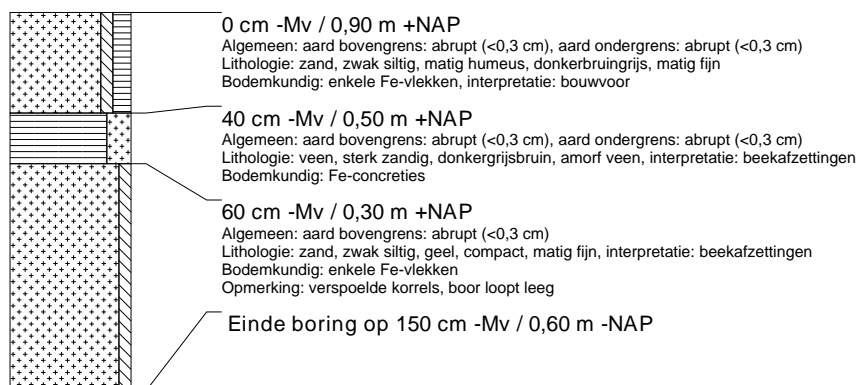 0 cm -Mv / 0,90 m +NAP
Algemeen: aard bovengrens: abrupt (<0,3 cm), aard ondergrens: abrupt (<0,3 cm)
Lithologie: zand, zwak siltig, matig humeus, donkerbruingrijs, matig fijn
Bodemkundig: enkele Fe-vlekken, interpretatie: bouwvoor
40 cm -Mv / 0,50 m +NAP
Algemeen: aard bovengrens: abrupt (<0,3 cm), aard ondergrens: abrupt (<0,3 cm)
Lithologie: veen, sterk zandig, donkergrijsbruin, amorf veen, interpretatie: beekafzettingen
Bodemkundig: Fe-concreties
60 cm -Mv / 0,30 m +NAP
Algemeen: aard bovengrens: abrupt (<0,3 cm)
Lithologie: zand, zwak siltig, geel, compact, matig fijn, interpretatie: beekafzettingen
Bodemkundig: enkele Fe-vlekken
Opmerking: verspoelde korrels, boor loopt leeg
Einde boring op 150 cm -Mv / 0,60 m -NAP